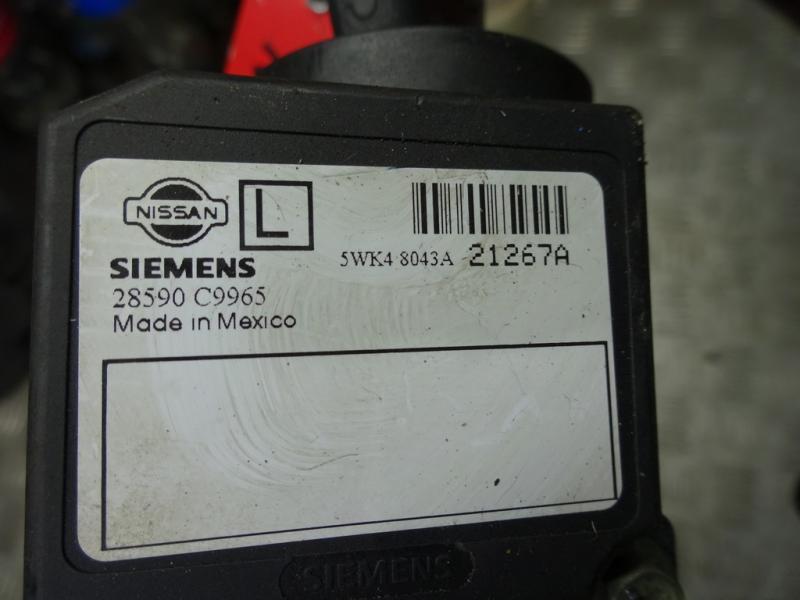 NISSAN
L
SIEMENS
5WK4 8043A 21267A
28590 C9965
Made in Mexico
SIEMENS